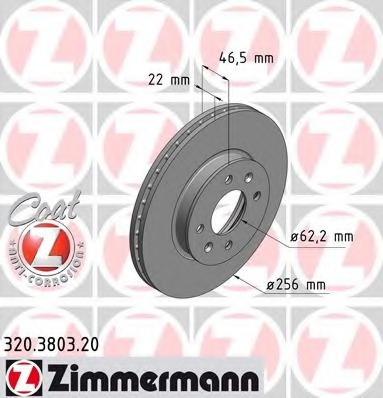 46,5 mm
22 mm
Coat
Z
ANTI-CORROSION
ø62,2 mm
ø256 mm
320.3803.20
Z Zimmermann